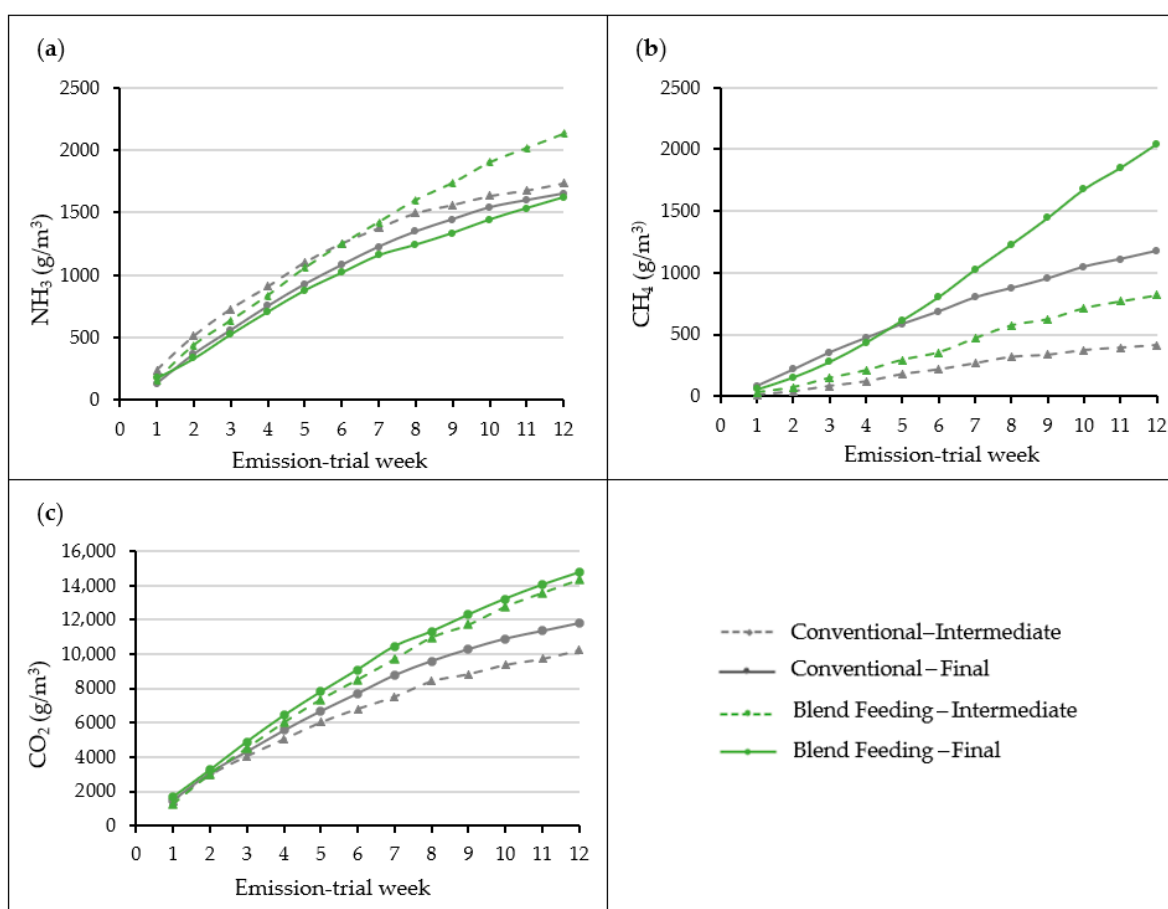 (a)
2500
2000
1500
1000
500
0
NH₃ (g/m³)
0 1 2 3 4 5 6 7 8 9 10 11 12
Emission-trial week
(b)
2500
2000
1500
1000
500
0
CH₄ (g/m³)
0 1 2 3 4 5 6 7 8 9 10 11 12
Emission-trial week
(c)
16,000
14,000
12,000
10,000
8000
6000
4000
2000
0
CO₂ (g/m³)
0 1 2 3 4 5 6 7 8 9 10 11 12
Emission-trial week
Conventional–Intermediate
Conventional–Final
Blend Feeding–Intermediate
Blend Feeding–Final